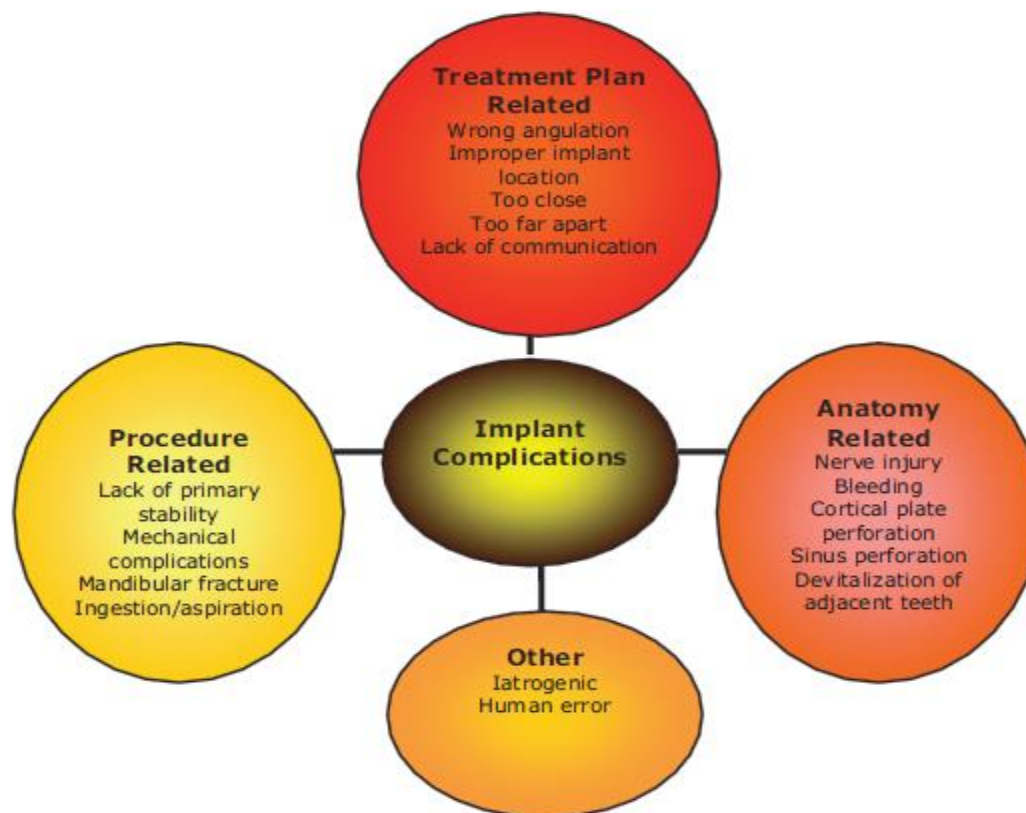 Treatment Plan
Related
Wrong angulation
Improper implant
location
Too close
Too far apart
Lack of communication
Procedure
Related
Lack of primary
stability
Mechanical
complications
Mandibular fracture
Ingestion/aspiration
Implant
Complications
Anatomy
Related
Nerve injury
Bleeding
Cortical plate
perforation
Sinus perforation
Devitalization of
adjacent teeth
Other
Iatrogenic
Human error